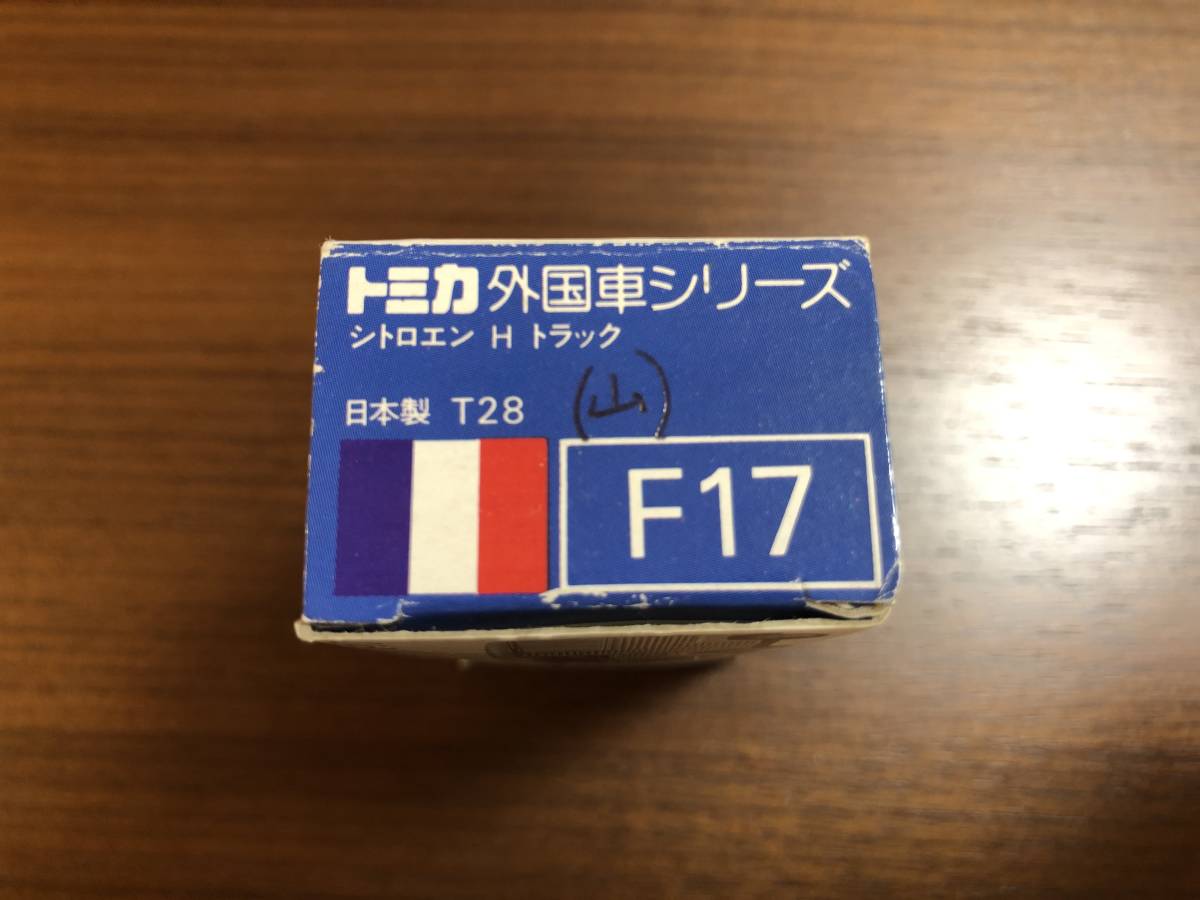 トミカ 外国車シリーズ
シトロエン H トラック
(山)
日本製 T28
F17